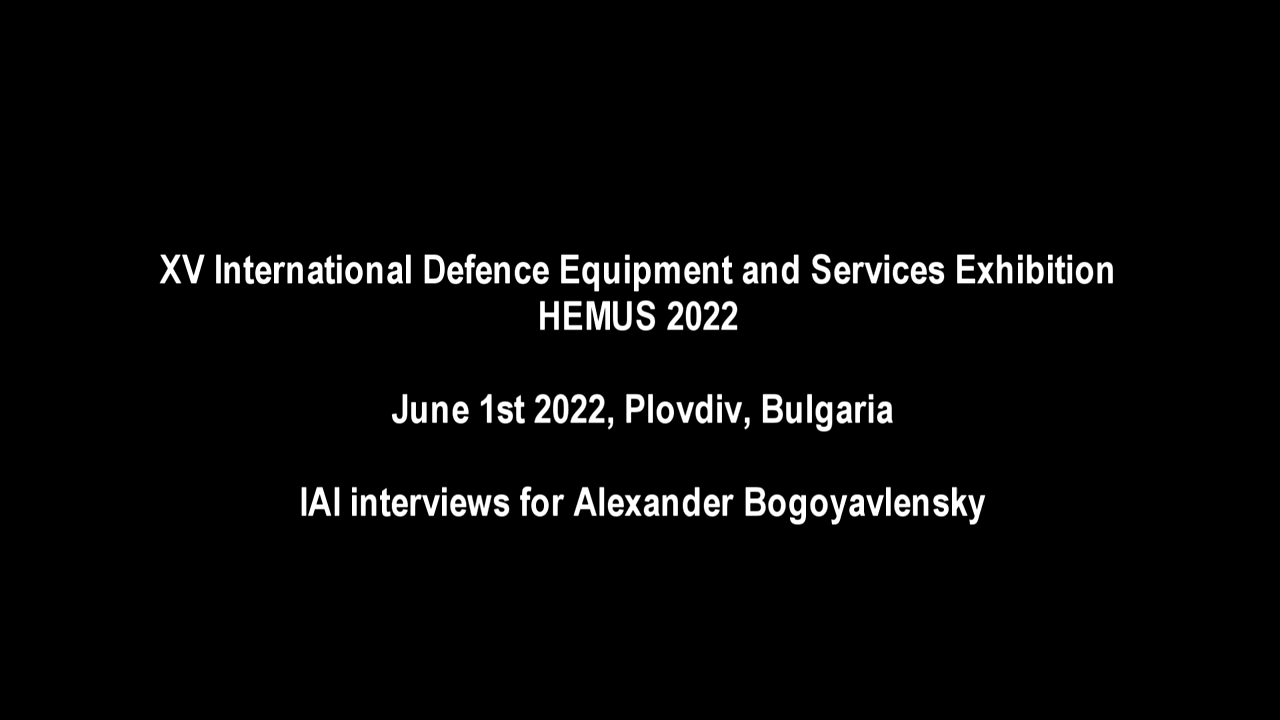 XV International Defence Equipment and Services Exhibition
HEMUS 2022
June 1st 2022, Plovdiv, Bulgaria
IAI interviews for Alexander Bogoyavlensky